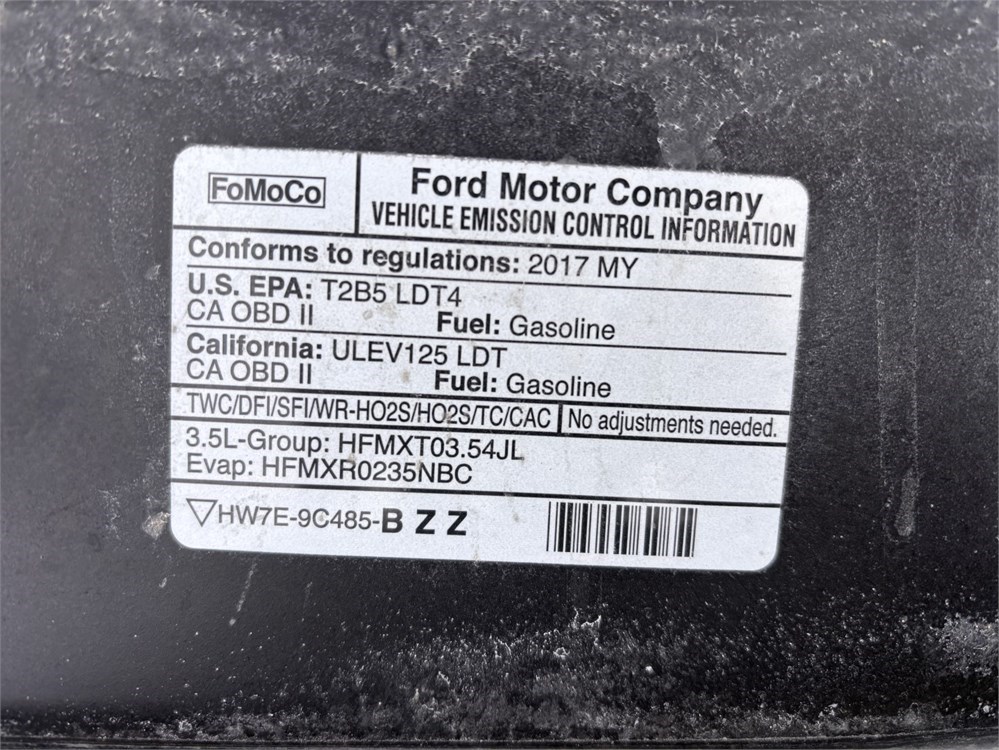 FoMoCo
Ford Motor Company
VEHICLE EMISSION CONTROL INFORMATION
Conforms to regulations: 2017 MY
U.S. EPA: T2B5 LDT4
CA OBD II Fuel: Gasoline
California: ULEV125 LDT
CA OBD II Fuel: Gasoline
TWC/DFI/SFI/WR-HO2S/HO2S/TC/CAC No adjustments needed.
3.5L-Group: HFMXT03.54JL
Evap: HFMXR0235NBC
HW7E-9C485-B Z Z